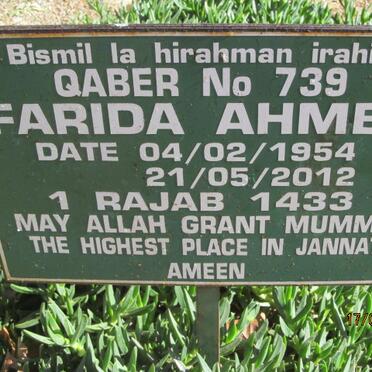 Bismil la hirahman irahi
QABER No 739
FARIDA AHME
DATE 04/02/1954
21/05/2012
1 RAJAB 1433
MAY ALLAH GRANT MUMM
THE HIGHEST PLACE IN JANNAT
AMEEN